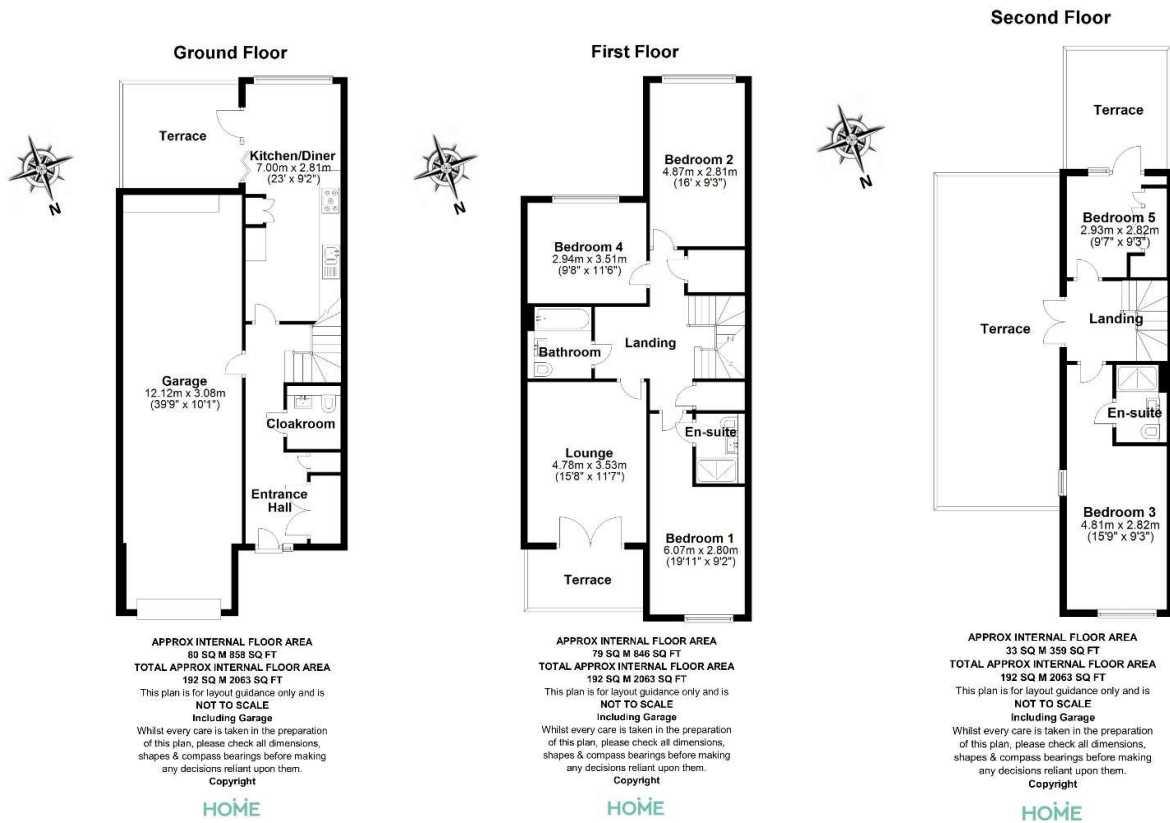 Ground Floor
Terrace
Kitchen/Diner
7.00m x 2.81m
(23' x 9'2")
N
Garage
12.12m x 3.08m
(39'9" x 10'1")
Cloakroom
Entrance
Hall
APPROX INTERNAL FLOOR AREA
80 SQ M 858 SQ FT
TOTAL APPROX INTERNAL FLOOR AREA
192 SQ M 2063 SQ FT
This plan is for layout guidance only and is
NOT TO SCALE
Including Garage
Whilst every care is taken in the preparation
of this plan, please check all dimensions,
shapes & compass bearings before making
any decisions reliant upon them.
Copyright
HOME
First Floor
N
Bedroom 2
4.87m x 2.81m
(16' x 9'3")
Bedroom 4
2.94m x 3.51m
(9'8" x 11'6")
Bathroom
Landing
Lounge
4.78m x 3.53m
(15'8" x 11'7")
En-suite
Bedroom 1
6.07m x 2.80m
(19'11" x 9'2")
Terrace
APPROX INTERNAL FLOOR AREA
79 SQ M 846 SQ FT
TOTAL APPROX INTERNAL FLOOR AREA
192 SQ M 2063 SQ FT
This plan is for layout guidance only and is
NOT TO SCALE
Including Garage
Whilst every care is taken in the preparation
of this plan, please check all dimensions,
shapes & compass bearings before making
any decisions reliant upon them.
Copyright
HOME
Second Floor
N
Terrace
Bedroom 5
2.93m x 2.82m
(9'7" x 9'3")
Terrace
Landing
En-suite
Bedroom 3
4.81m x 2.82m
(15'9" x 9'3")
APPROX INTERNAL FLOOR AREA
33 SQ M 359 SQ FT
TOTAL APPROX INTERNAL FLOOR AREA
192 SQ M 2063 SQ FT
This plan is for layout guidance only and is
NOT TO SCALE
Including Garage
Whilst every care is taken in the preparation
of this plan, please check all dimensions,
shapes & compass bearings before making
any decisions reliant upon them.
Copyright
HOME